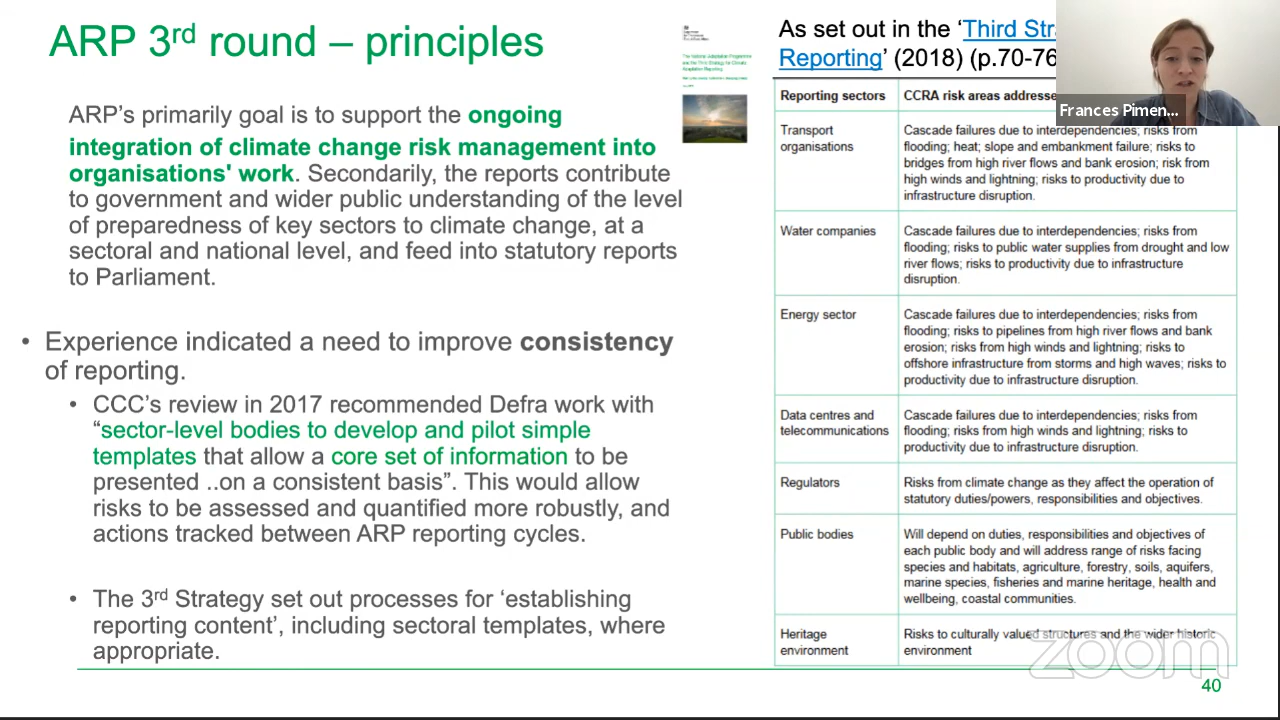 ARP 3rd round – principles
ARP's primarily goal is to support the ongoing
integration of climate change risk management into
organisations' work. Secondarily, the reports contribute
to government and wider public understanding of the level
of preparedness of key sectors to climate change, at a
sectoral and national level, and feed into statutory reports
to Parliament.
• Experience indicated a need to improve consistency
of reporting.
• CCC's review in 2017 recommended Defra work with
“sector-level bodies to develop and pilot simple
templates that allow a core set of information to be
presented ..on a consistent basis”. This would allow
risks to be assessed and quantified more robustly, and
actions tracked between ARP reporting cycles.
• The 3rd Strategy set out processes for ‘establishing
reporting content’, including sectoral templates, where
appropriate.
The National Adaptation Programme
and the Third Strategy for Climate
Adaptation Reporting
As set out in the ‘Third Str
Reporting’ (2018) (p.70-76
Frances Pimen...
Reporting sectors
CCRA risk areas addresse
Transport
organisations
Cascade failures due to interdependencies; risks from
flooding; heat; slope and embankment failure; risks to
bridges from high river flows and bank erosion; risk from
high winds and lightning; risks to productivity due to
infrastructure disruption.
Water companies
Cascade failures due to interdependencies; risks from
flooding; risks to public water supplies from drought and low
river flows; risks to productivity due to infrastructure
disruption.
Energy sector
Cascade failures due to interdependencies; risks from
flooding; risks to pipelines from high river flows and bank
erosion; risks from high winds and lightning; risks to
offshore infrastructure from storms and high waves; risks to
productivity due to infrastructure disruption.
Data centres and
telecommunications
Cascade failures due to interdependencies; risks from
flooding; risks from high winds and lightning; risks to
productivity due to infrastructure disruption.
Regulators
Risks from climate change as they affect the operation of
statutory duties/powers, responsibilities and objectives.
Public bodies
Will depend on duties, responsibilities and objectives of
each public body and will address range of risks facing
species and habitats, agriculture, forestry, soils, aquifers,
marine species, fisheries and marine heritage, health and
wellbeing, coastal communities.
Heritage
environment
Risks to culturally valued structures and the wider historic
environment
zoom
40